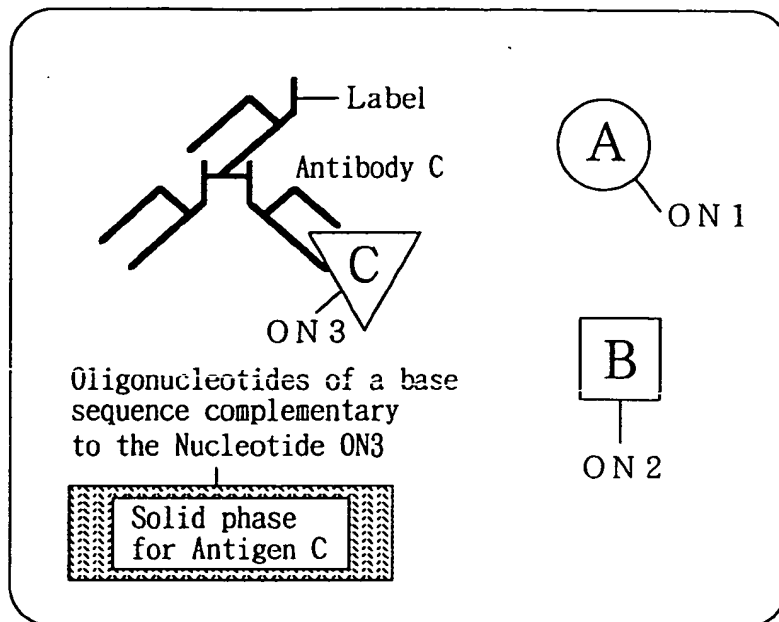 Label
Antibody C
A
ON1
C
ON3
B
ON2
Oligonucleotides of a base
sequence complementary
to the Nucleotide ON3
Solid phase
for Antigen C